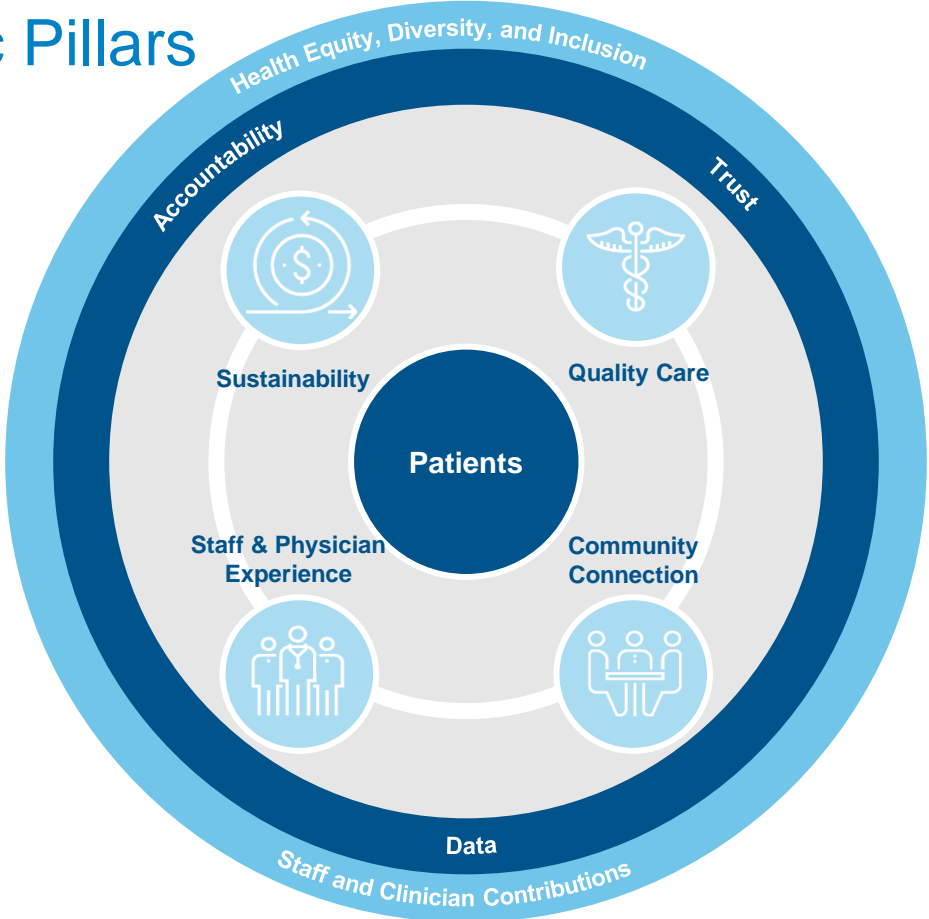 c Pillars
Health Equity, Diversity, and Inclusion
Accountability
Trust
Sustainability
Quality Care
Patients
Staff & Physician
Experience
Community
Connection
Data
Staff and Clinician Contributions